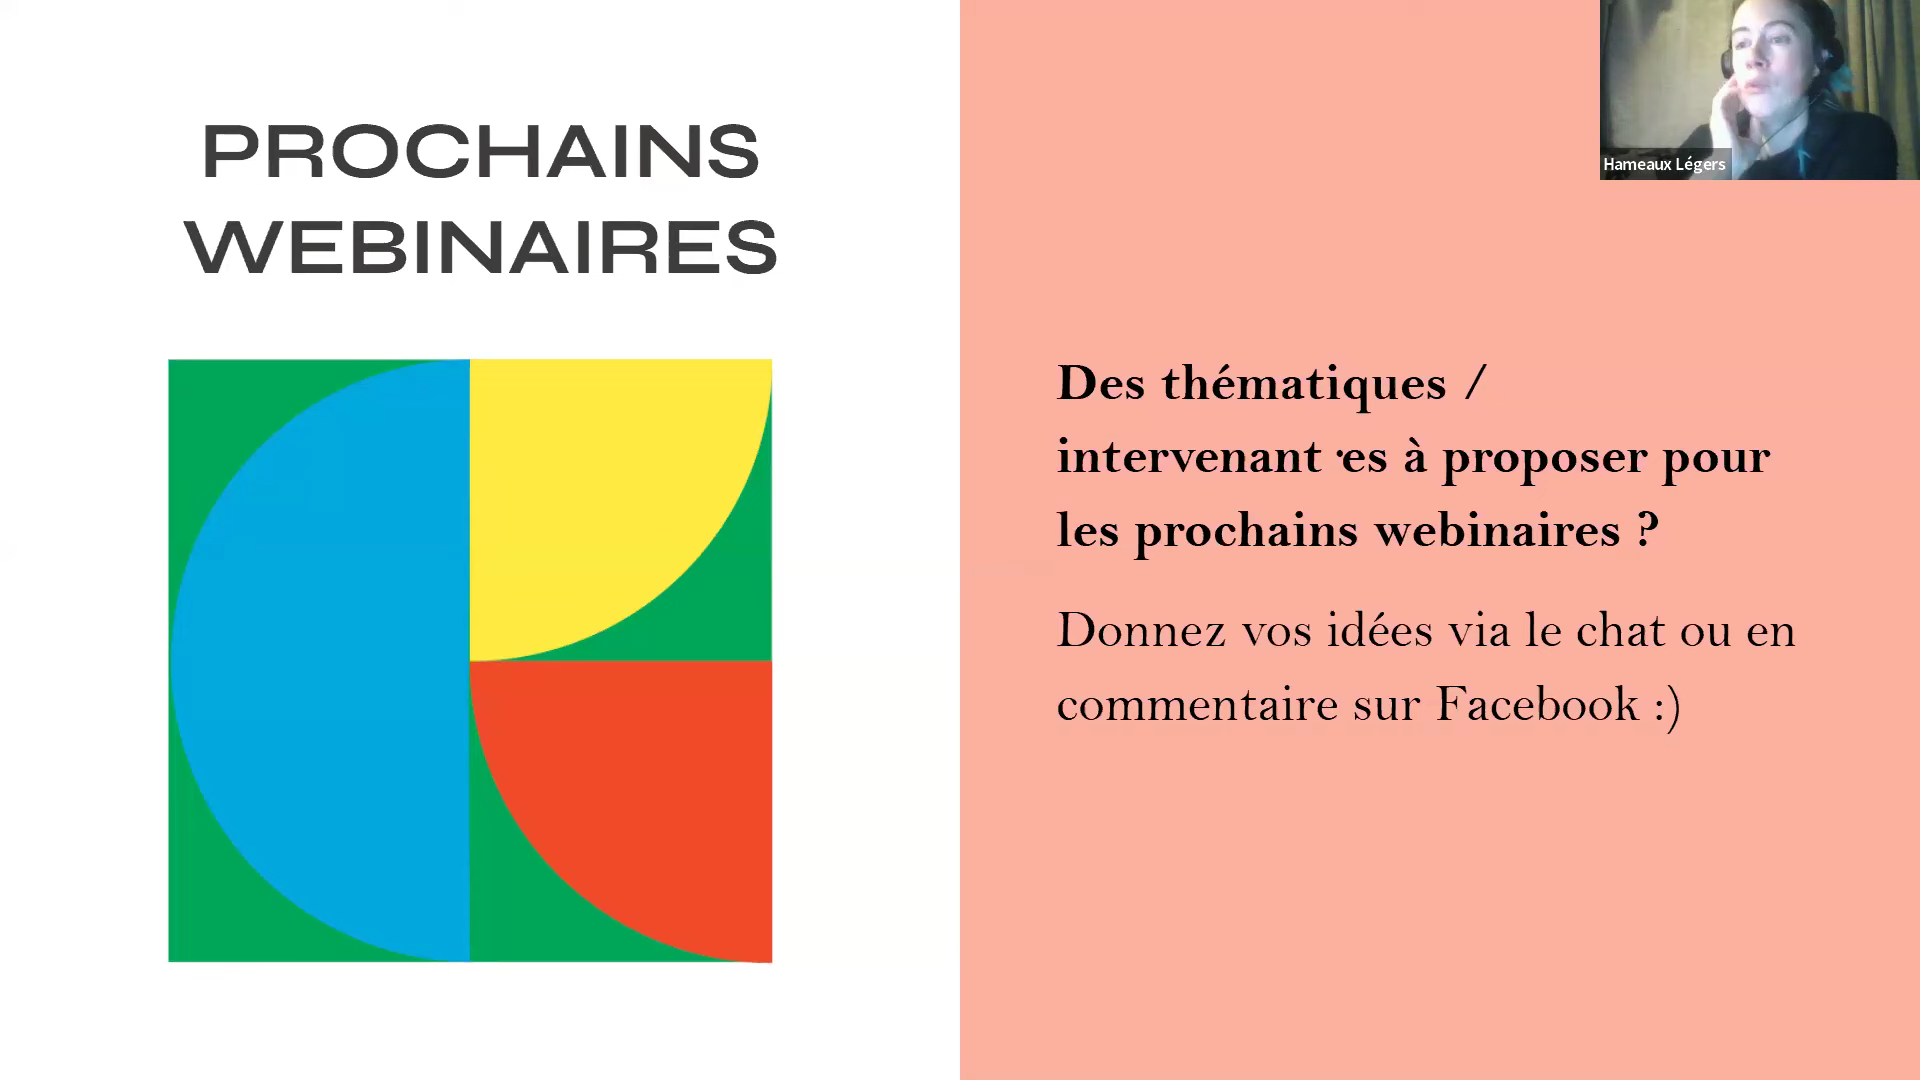 PROCHAINS
WEBINAIRES
Hameaux Légers
Des thématiques /
intervenant·es à proposer pour
les prochains webinaires ?
Donnez vos idées via le chat ou en
commentaire sur Facebook :)